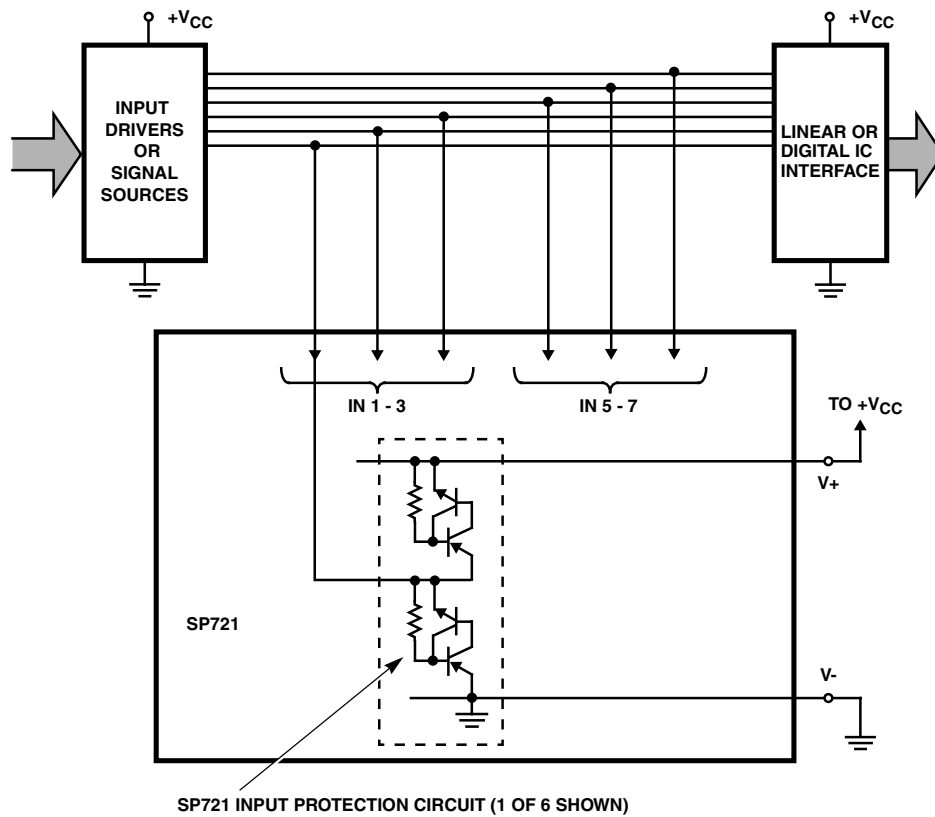 +VCC
+VCC
INPUT
DRIVERS
OR
SIGNAL
SOURCES
LINEAR OR
DIGITAL IC
INTERFACE
IN 1 - 3
IN 5 - 7
TO +VCC
V+
SP721
V-
SP721 INPUT PROTECTION CIRCUIT (1 OF 6 SHOWN)